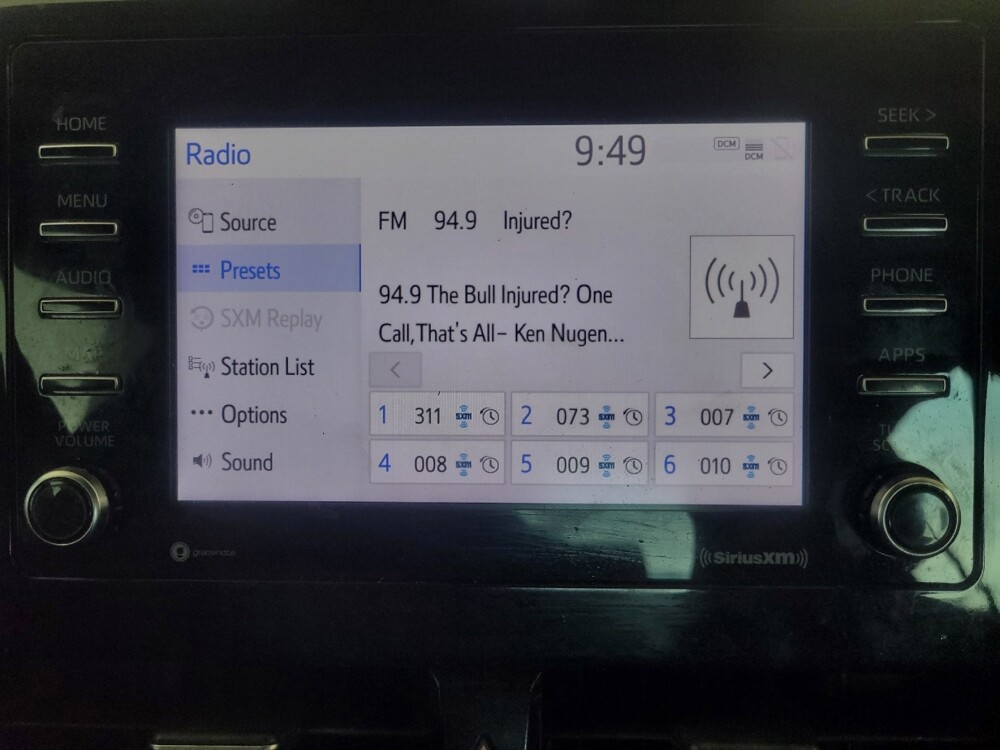 HOME
SEEK >
Radio
9:49
DCM
DCM
MENU
< TRACK
Source
FM 94.9 Injured?
AUDIO
PHONE
Presets
94.9 The Bull Injured? One
Call,That's All- Ken Nugen...
SXM Replay
MAP
APPS
Station List
< >
1 311 SXM
2 073 SXM
3 007 SXM
Options
POWER
VOLUME
4 008 SXM
5 009 SXM
6 010 SXM
Sound
gracenote
((SiriusXM))